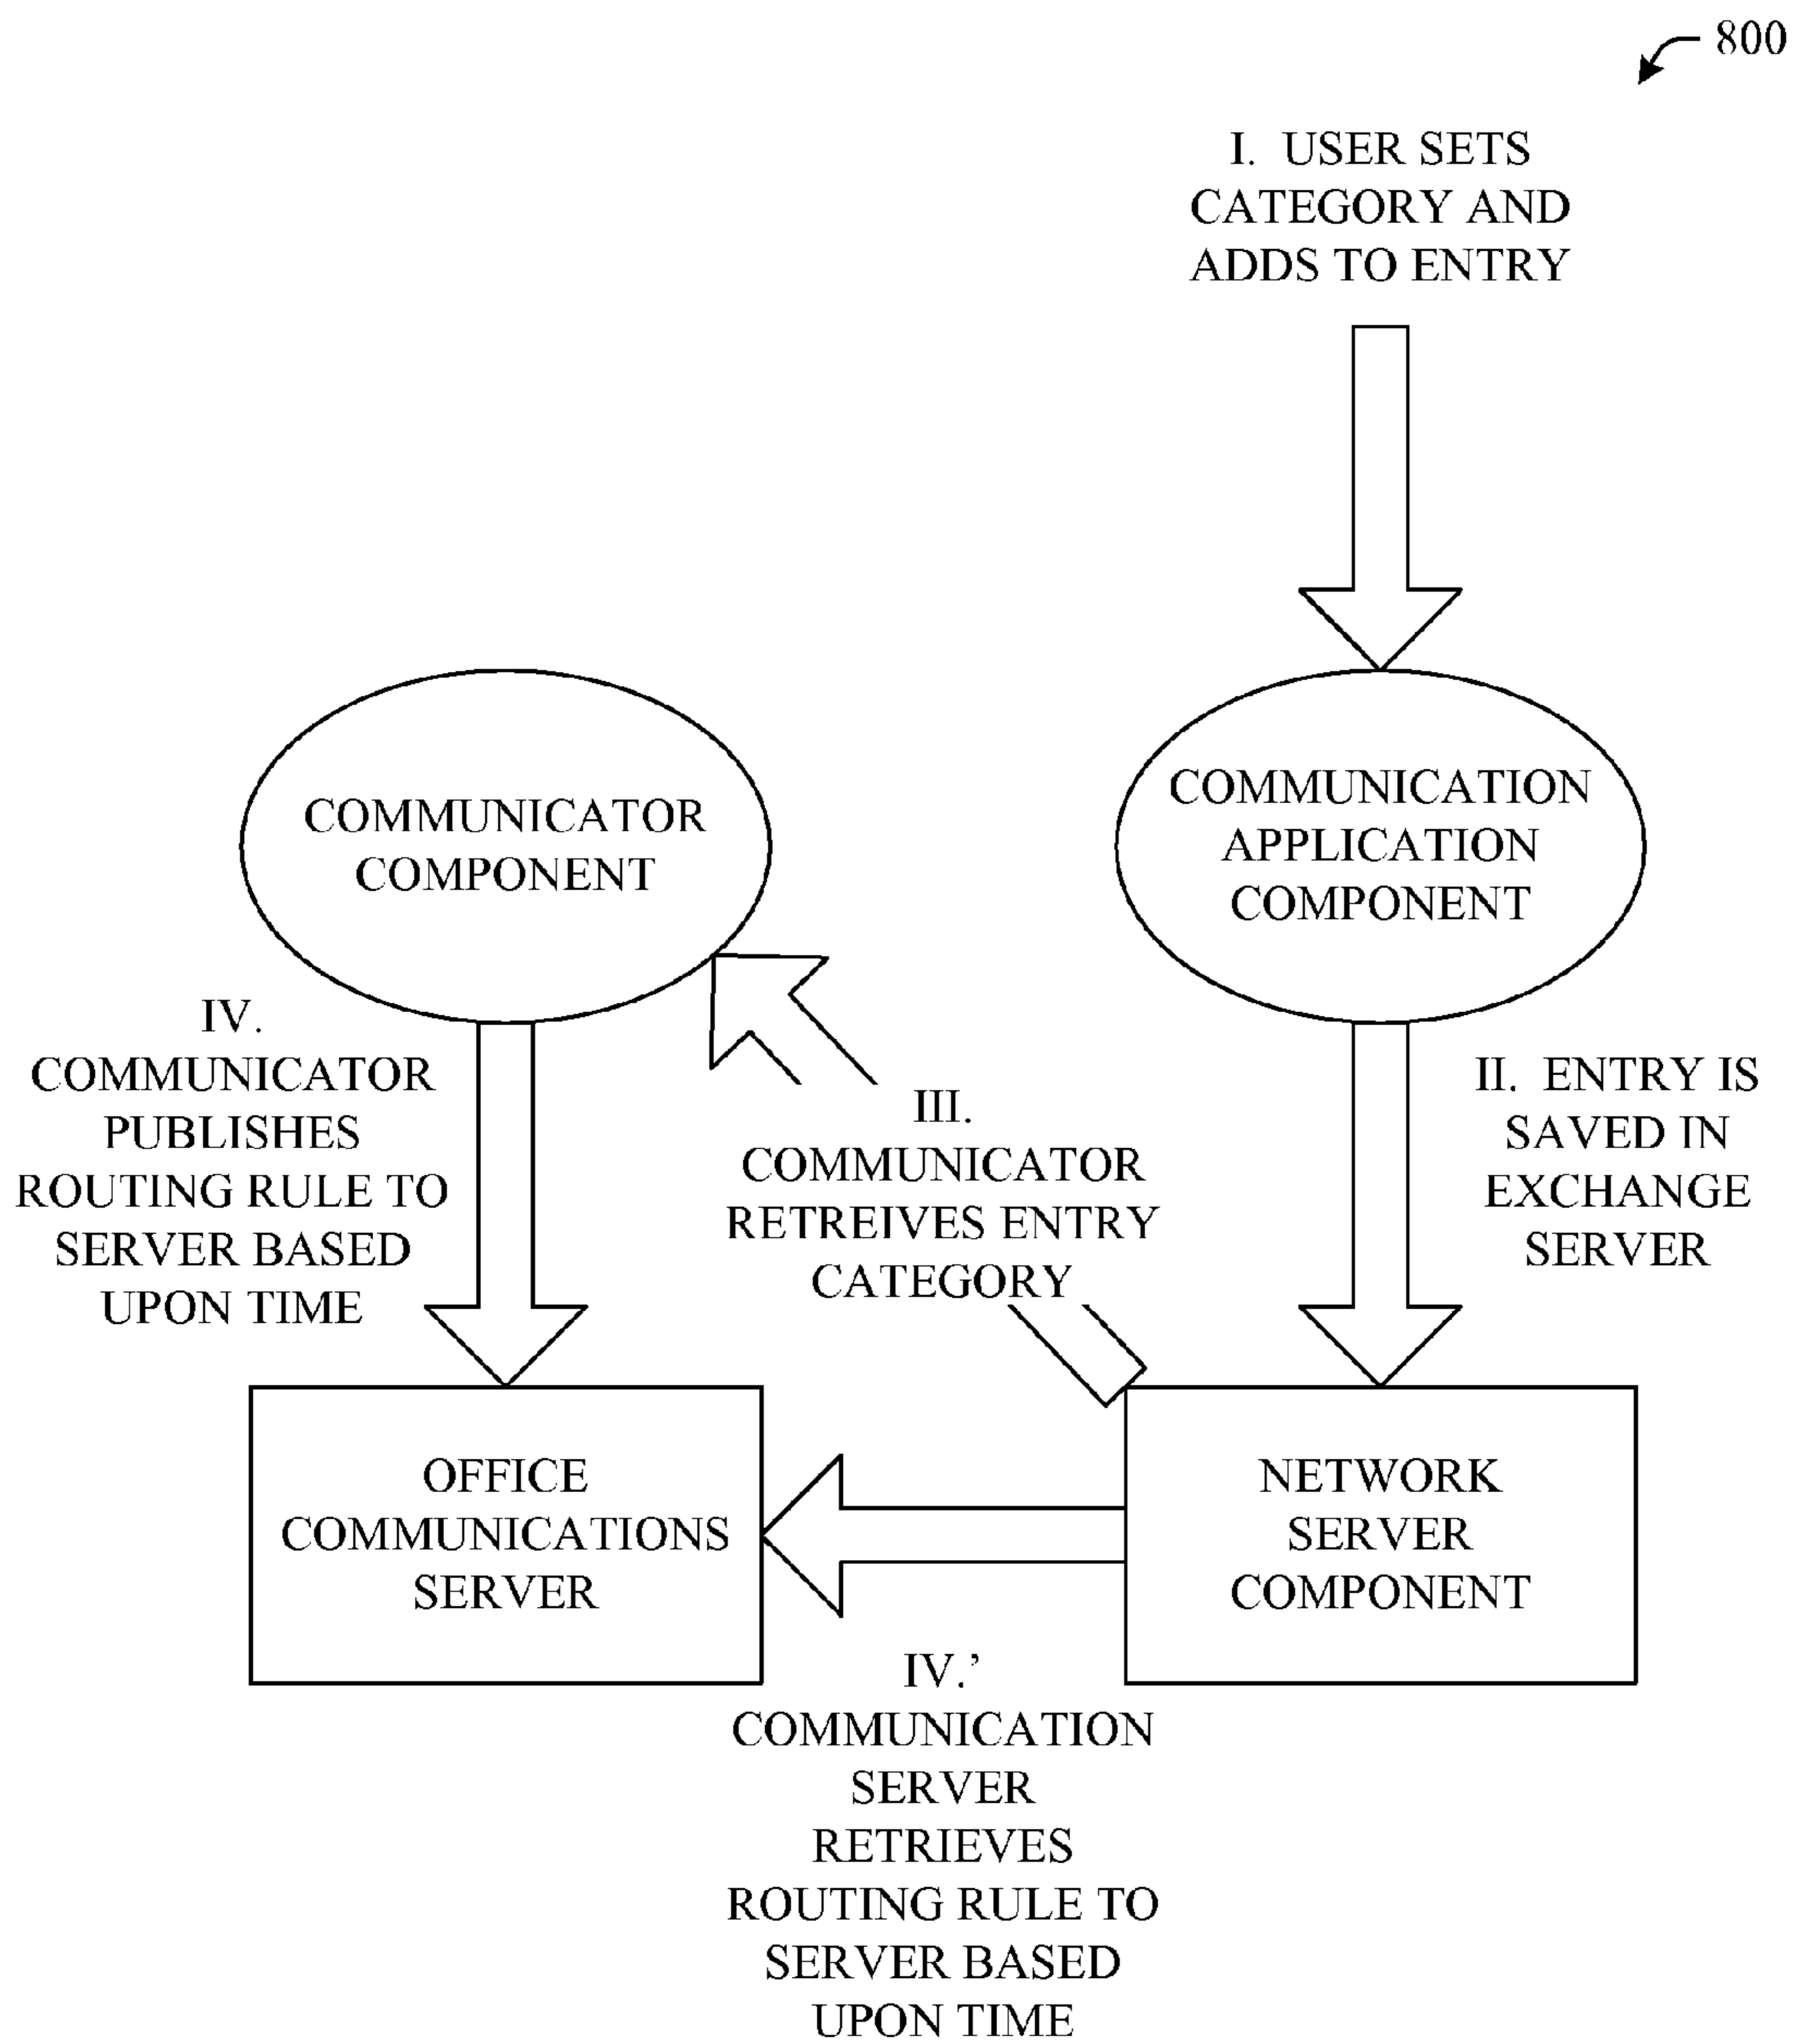 800
I. USER SETS
CATEGORY AND
ADDS TO ENTRY
COMMUNICATOR
COMPONENT
COMMUNICATION
APPLICATION
COMPONENT
IV.
COMMUNICATOR
PUBLISHES
ROUTING RULE TO
SERVER BASED
UPON TIME
III.
COMMUNICATOR
RETREIVES ENTRY
CATEGORY
II. ENTRY IS
SAVED IN
EXCHANGE
SERVER
OFFICE
COMMUNICATIONS
SERVER
NETWORK
SERVER
COMPONENT
IV.’
COMMUNICATION
SERVER
RETRIEVES
ROUTING RULE TO
SERVER BASED
UPON TIME